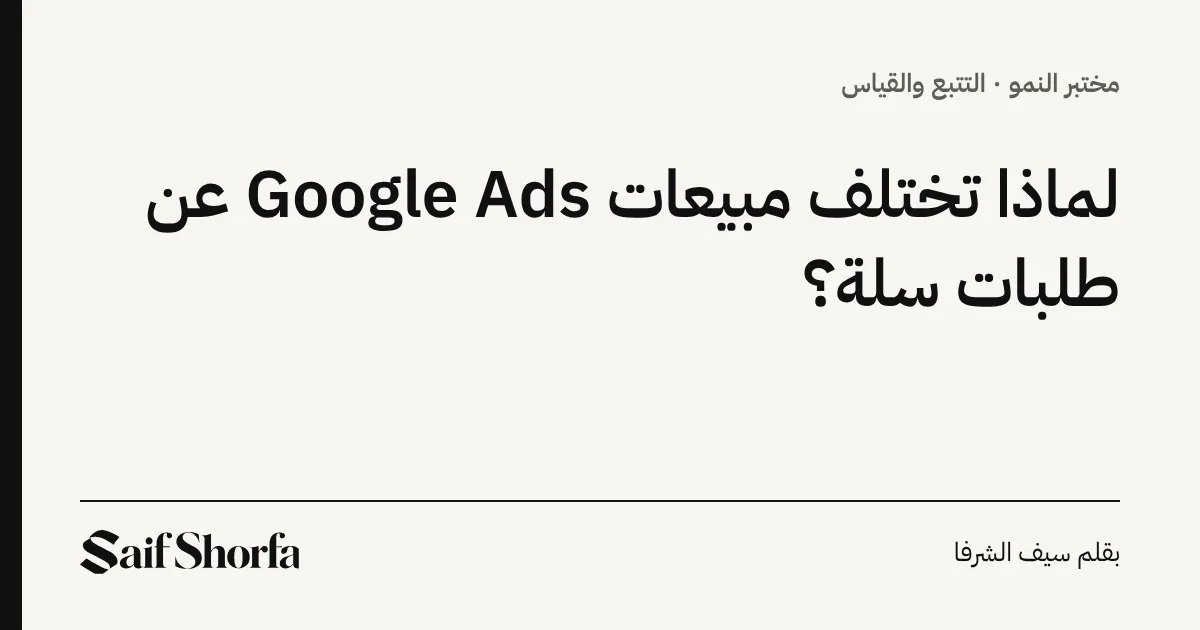 مختبر النمو · التتبع والقياس
لماذا تختلف مبيعات Google Ads عن
طلبات سلة؟
بقلم سيف الشرفا
Saif Shorfa